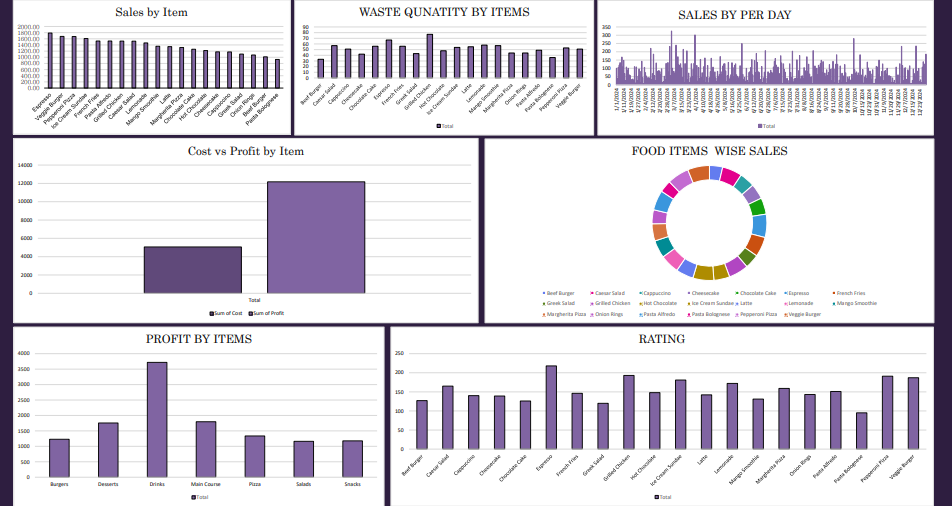 Sales by Item
2000.00
1800.00
1600.00
1400.00
1200.00
1000.00
800.00
600.00
400.00
200.00
0.00
Espresso
Veggie Burger
Pepperoni Pizza
Ice Cream Sundae
French Fries
Pasta Alfredo
Grilled Chicken
Caesar Salad
Lemonade
Mango Smoothie
Latte
Margherita Pizza
Chocolate Cake
Hot Chocolate
Cheesecake
Cappuccino
Greek Salad
Onion Rings
Beef Burger
Pasta Bolognese
WASTE QUNATITY BY ITEMS
90
80
70
60
50
40
30
20
10
0
Beef Burger
Caesar Salad
Cappuccino
Cheesecake
Chocolate Cake
Espresso
French Fries
Greek Salad
Grilled Chicken
Hot Chocolate
Ice Cream Sundae
Latte
Lemonade
Mango Smoothie
Margherita Pizza
Onion Rings
Pasta Alfredo
Pasta Bolognese
Pepperoni Pizza
Veggie Burger
Total
SALES BY PER DAY
350
300
250
200
150
100
50
0
1/1/2024
Total
Cost vs Profit by Item
14000
12000
10000
8000
6000
4000
2000
0
Total
Sum of Cost Sum of Profit
FOOD ITEMS WISE SALES
Beef Burger Caesar Salad Cappuccino Cheesecake Chocolate Cake Espresso French Fries
Greek Salad Grilled Chicken Hot Chocolate Ice Cream Sundae Latte Lemonade Mango Smoothie
Margherita Pizza Onion Rings Pasta Alfredo Pasta Bolognese Pepperoni Pizza Veggie Burger
PROFIT BY ITEMS
4000
3500
3000
2500
2000
1500
1000
500
0
Burgers Desserts Drinks Main Course Pizza Salads Snacks
Total
RATING
250
200
150
100
50
0
Beef Burger
Caesar Salad
Cappuccino
Cheesecake
Chocolate Cake
Espresso
French Fries
Greek Salad
Grilled Chicken
Hot Chocolate
Ice Cream Sundae
Latte
Lemonade
Mango Smoothie
Margherita Pizza
Onion Rings
Pasta Alfredo
Pasta Bolognese
Pepperoni Pizza
Veggie Burger
Total